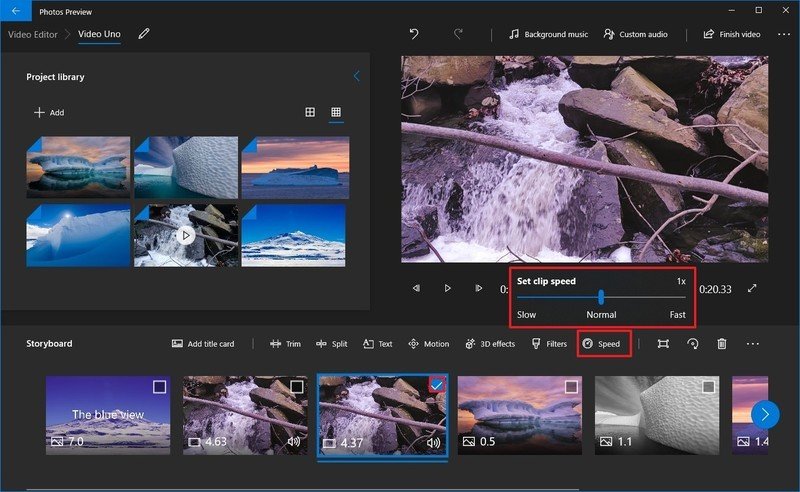 Photos Preview
Video Editor > Video Uno
Background music
Custom audio
Finish video
Project library
Add
Set clip speed 1x
Slow Normal Fast
0:
0:20.33
Storyboard
Add title card
Trim
Split
Text
Motion
3D effects
Filters
Speed
The blue view
7.0
4.63
4.37
0.5
1.1
1.4